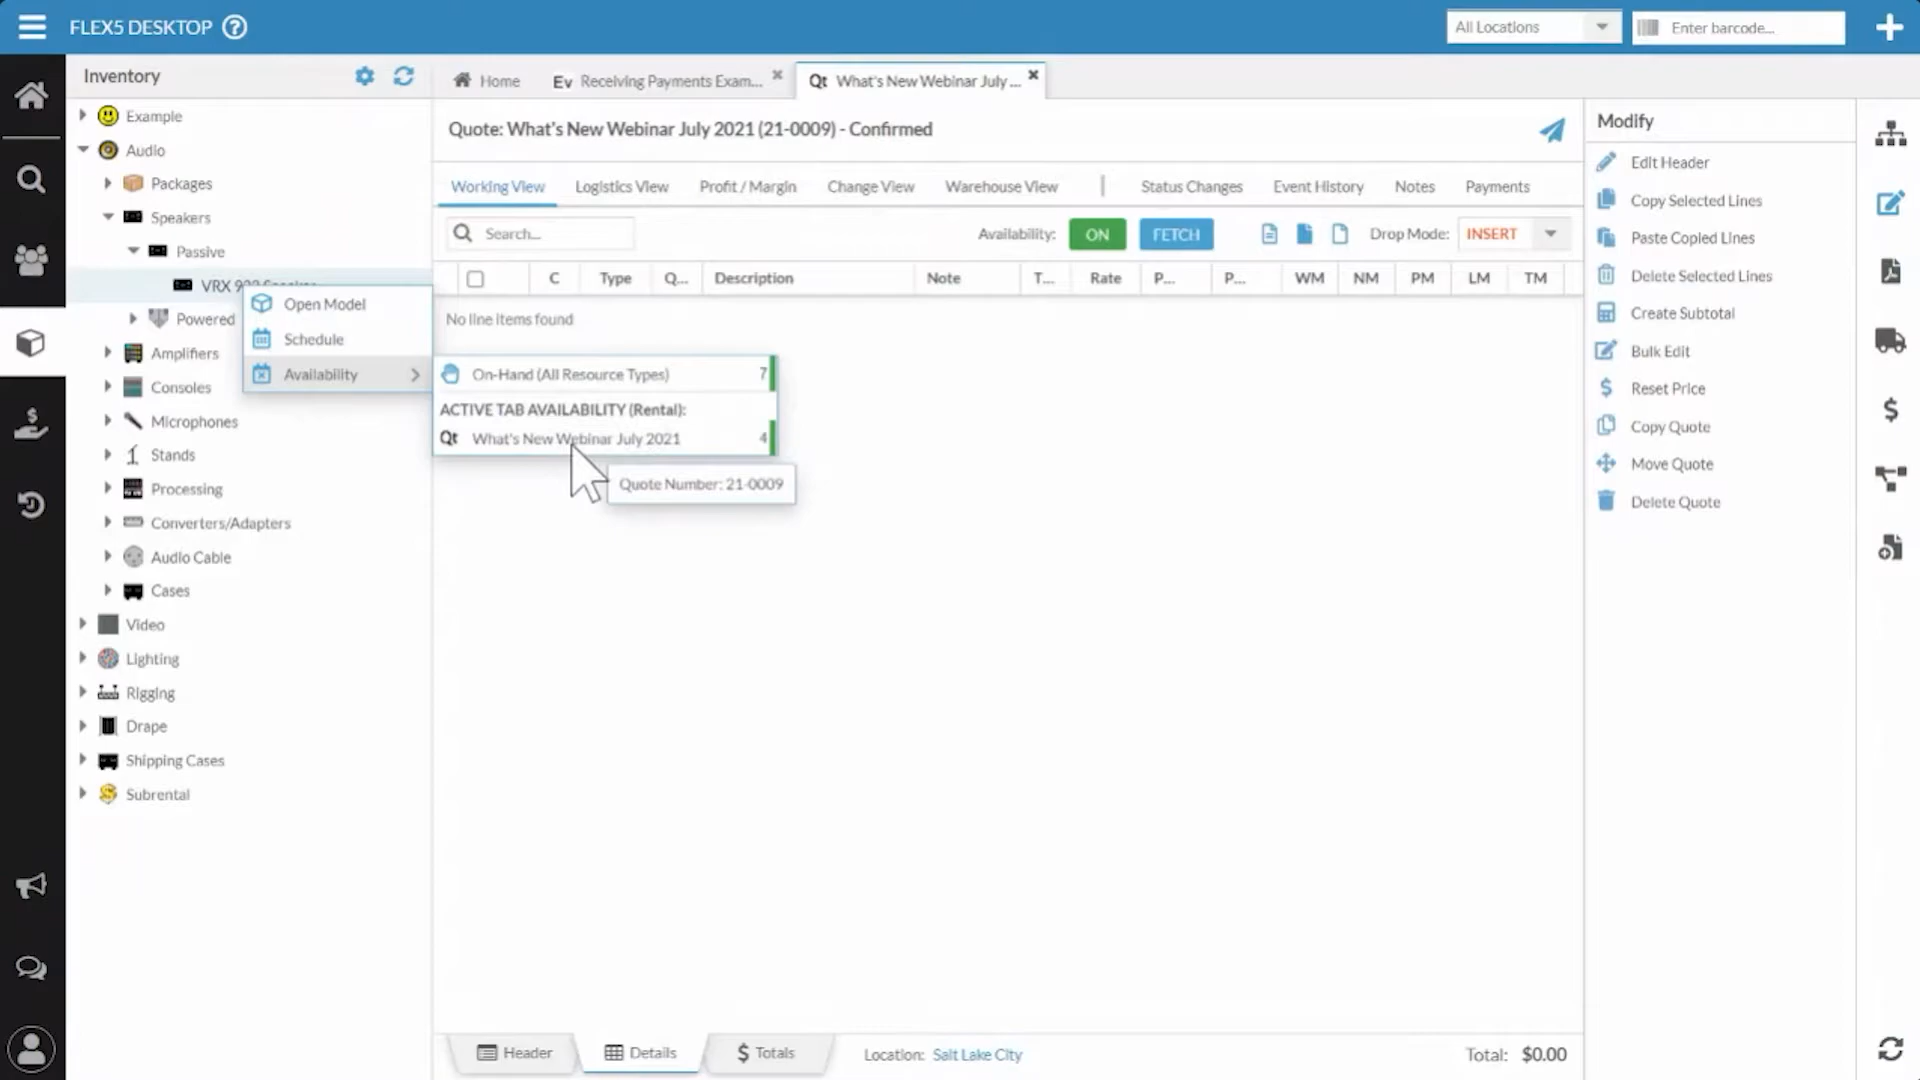 FLEX5 DESKTOP ?
All Locations
Enter barcode...
Inventory
Example
Audio
Packages
Speakers
Passive
VRX
Powered
Amplifiers
Consoles
Microphones
Stands
Processing
Converters/Adapters
Audio Cable
Cases
Video
Lighting
Rigging
Drape
Shipping Cases
Subrental
Open Model
Schedule
Availability
On-Hand (All Resource Types) 7
ACTIVE TAB AVAILABILITY (Rental):
Qt What's New Webinar July 2021 4
Quote Number: 21-0009
Home
Ev Receiving Payments Exam...
Qt What's New Webinar July ...
Quote: What's New Webinar July 2021 (21-0009) - Confirmed
Working View Logistics View Profit / Margin Change View Warehouse View | Status Changes Event History Notes Payments
Search... Availability: ON FETCH Drop Mode: INSERT
C Type Q... Description Note T... Rate P... P... WM NM PM LM TM
No line items found
Header Details $ Totals Location: Salt Lake City Total: $0.00
Modify
Edit Header
Copy Selected Lines
Paste Copied Lines
Delete Selected Lines
Create Subtotal
Bulk Edit
$ Reset Price
Copy Quote
Move Quote
Delete Quote